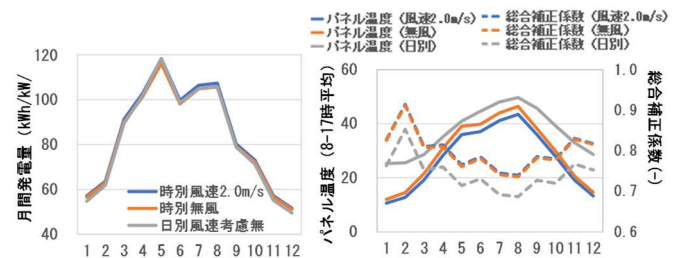 月間発電量 (kWh/kW/
120
100
80
60
40
時別風速2.0m/s
時別無風
日別風速考慮無
1 2 3 4 5 6 7 8 9 10 11 12
パネル温度〈風速2.0m/s〉
総合補正係数〈風速2.0m/s〉
パネル温度〈無風〉
総合補正係数〈無風〉
パネル温度〈日別〉
総合補正係数〈日別〉
パネル温度 (8-17時平均)
60
40
20
0
1.0
0.9
0.8
0.7
0.6
総合補正係数(-)
1 2 3 4 5 6 7 8 9 10 11 12